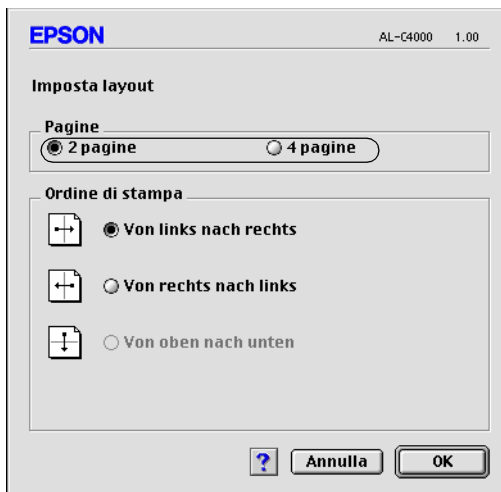 EPSON AL-C4000 1.00
Imposta layout
Pagine
2 pagine 4 pagine
Ordine di stampa
Von links nach rechts
Von rechts nach links
Von oben nach unten
? Annulla OK